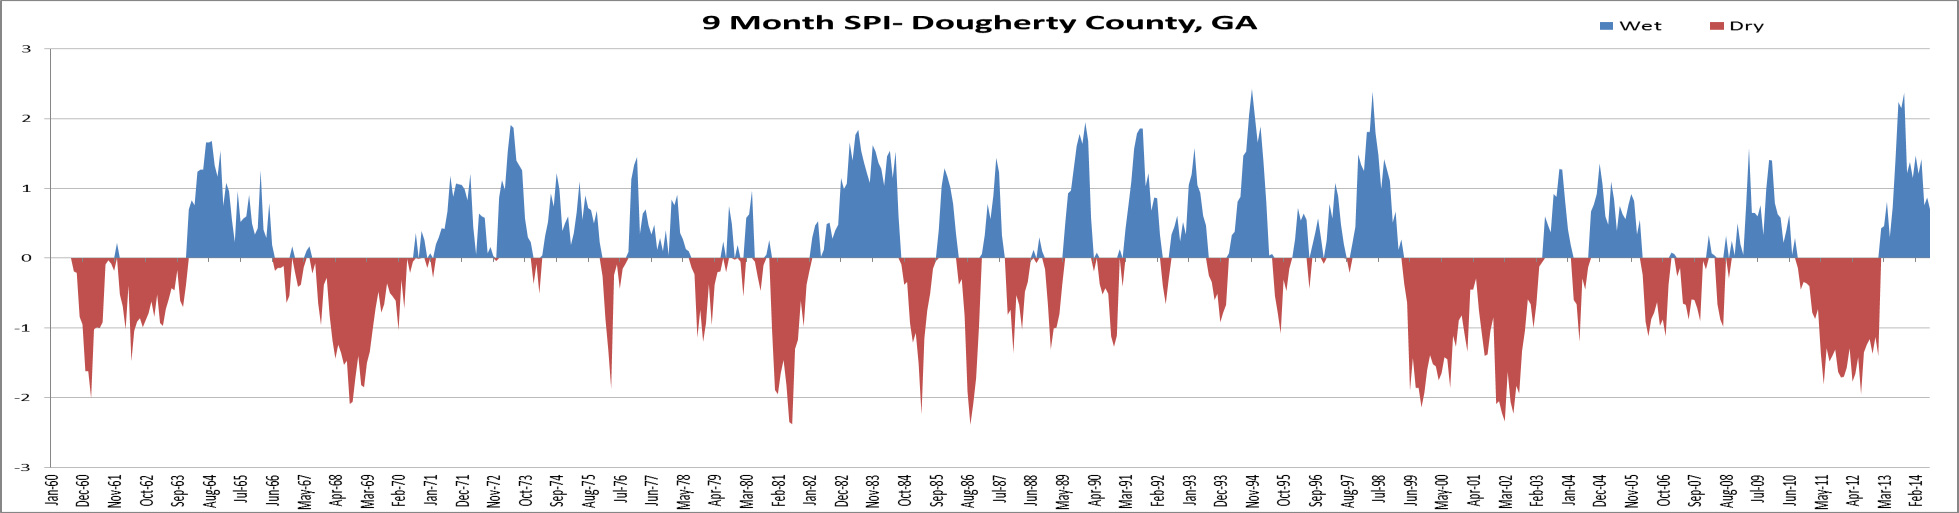 9 Month SPI- Dougherty County, GA
Wet
Dry
3
2
1
0
-1
-2
-3
Jan-60
Dec-60
Nov-61
Oct-62
Sep-63
Aug-64
Jul-65
Jun-66
May-67
Apr-68
Mar-69
Feb-70
Jan-71
Dec-71
Nov-72
Oct-73
Sep-74
Aug-75
Jul-76
Jun-77
May-78
Apr-79
Mar-80
Feb-81
Jan-82
Dec-82
Nov-83
Oct-84
Sep-85
Aug-86
Jul-87
Jun-88
May-89
Apr-90
Mar-91
Feb-92
Jan-93
Dec-93
Nov-94
Oct-95
Sep-96
Aug-97
Jul-98
Jun-99
May-00
Apr-01
Mar-02
Feb-03
Jan-04
Dec-04
Nov-05
Oct-06
Sep-07
Aug-08
Jul-09
Jun-10
May-11
Apr-12
Mar-13
Feb-14